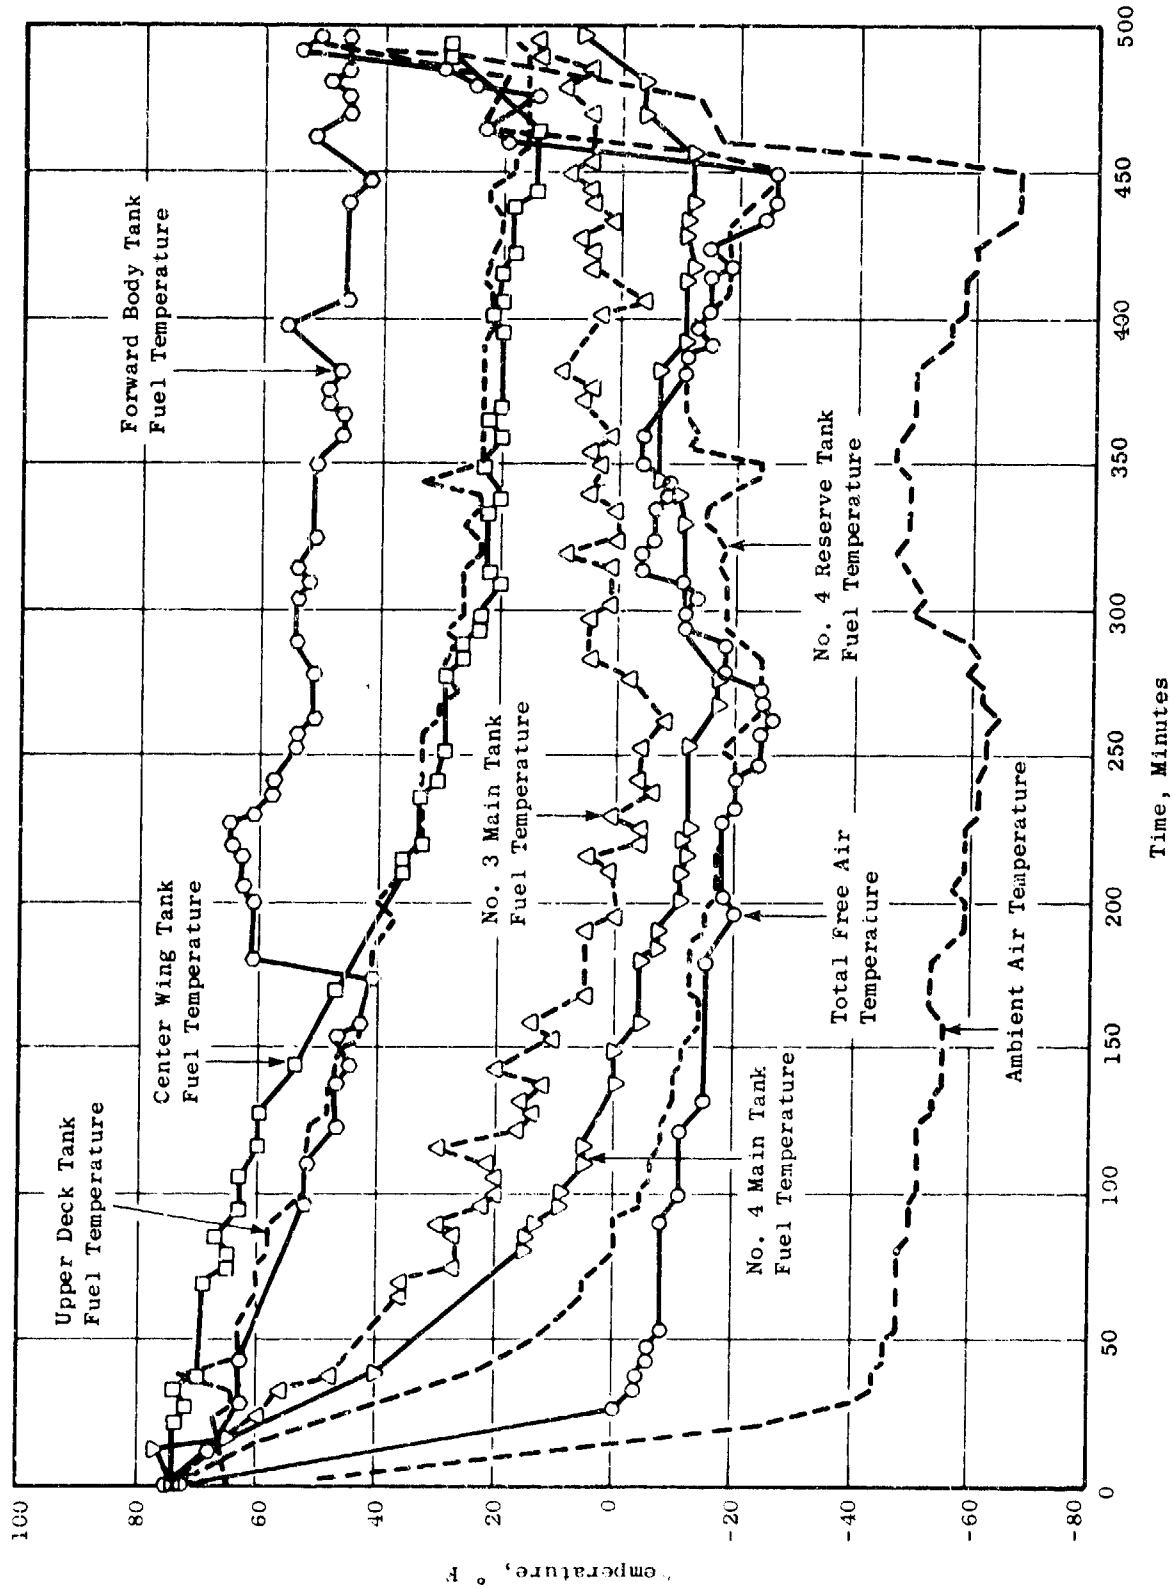 100
80
60
40
20
0
-20
-40
-60
-80
emperature, ° F
0
50
100
150
200
250
300
350
400
450
500
Time, Minutes
Upper Deck Tank
Fuel Temperature
Center Wing Tank
Fuel Temperature
Forward Body Tank
Fuel Temperature
No. 3 Main Tank
Fuel Temperature
No. 4 Main Tank
Fuel Temperature
Total Free Air
Temperature
No. 4 Reserve Tank
Fuel Temperature
Ambient Air Temperature